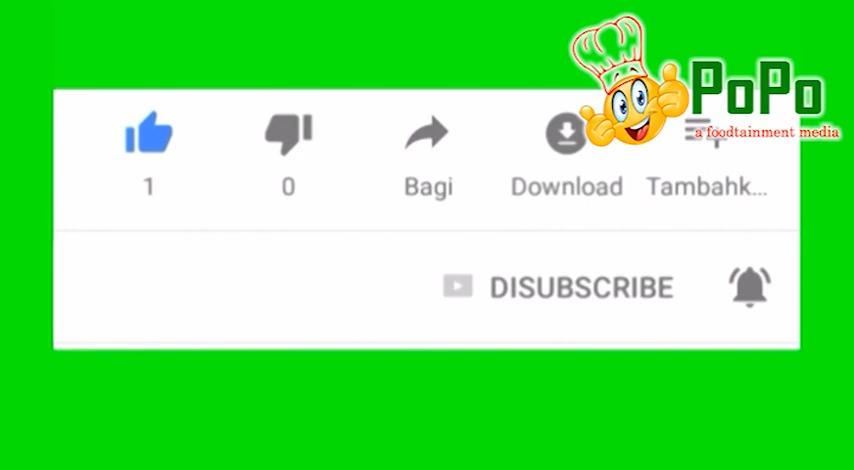 PoPo
a foodtainment media
1
0
Bagi
Download
Tambahk...
DISUBSCRIBE